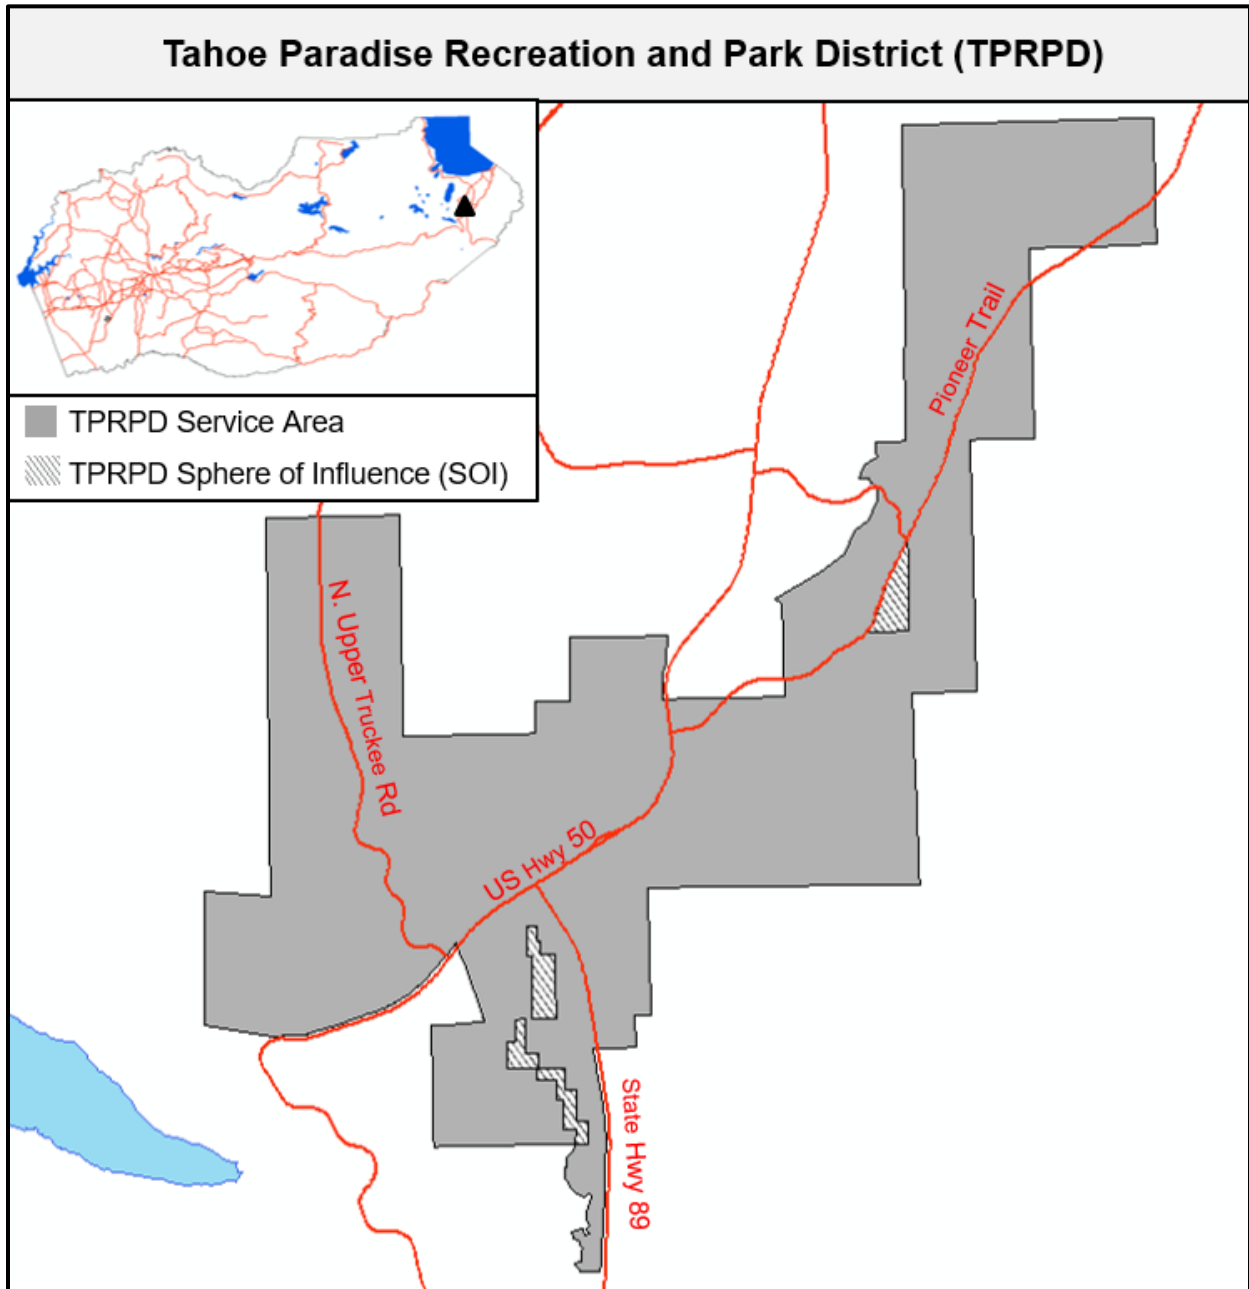 Tahoe Paradise Recreation and Park District (TPRPD)
TPRPD Service Area
TPRPD Sphere of Influence (SOI)
Pioneer Trail
N. Upper Truckee Rd
US Hwy 50
State Hwy 89